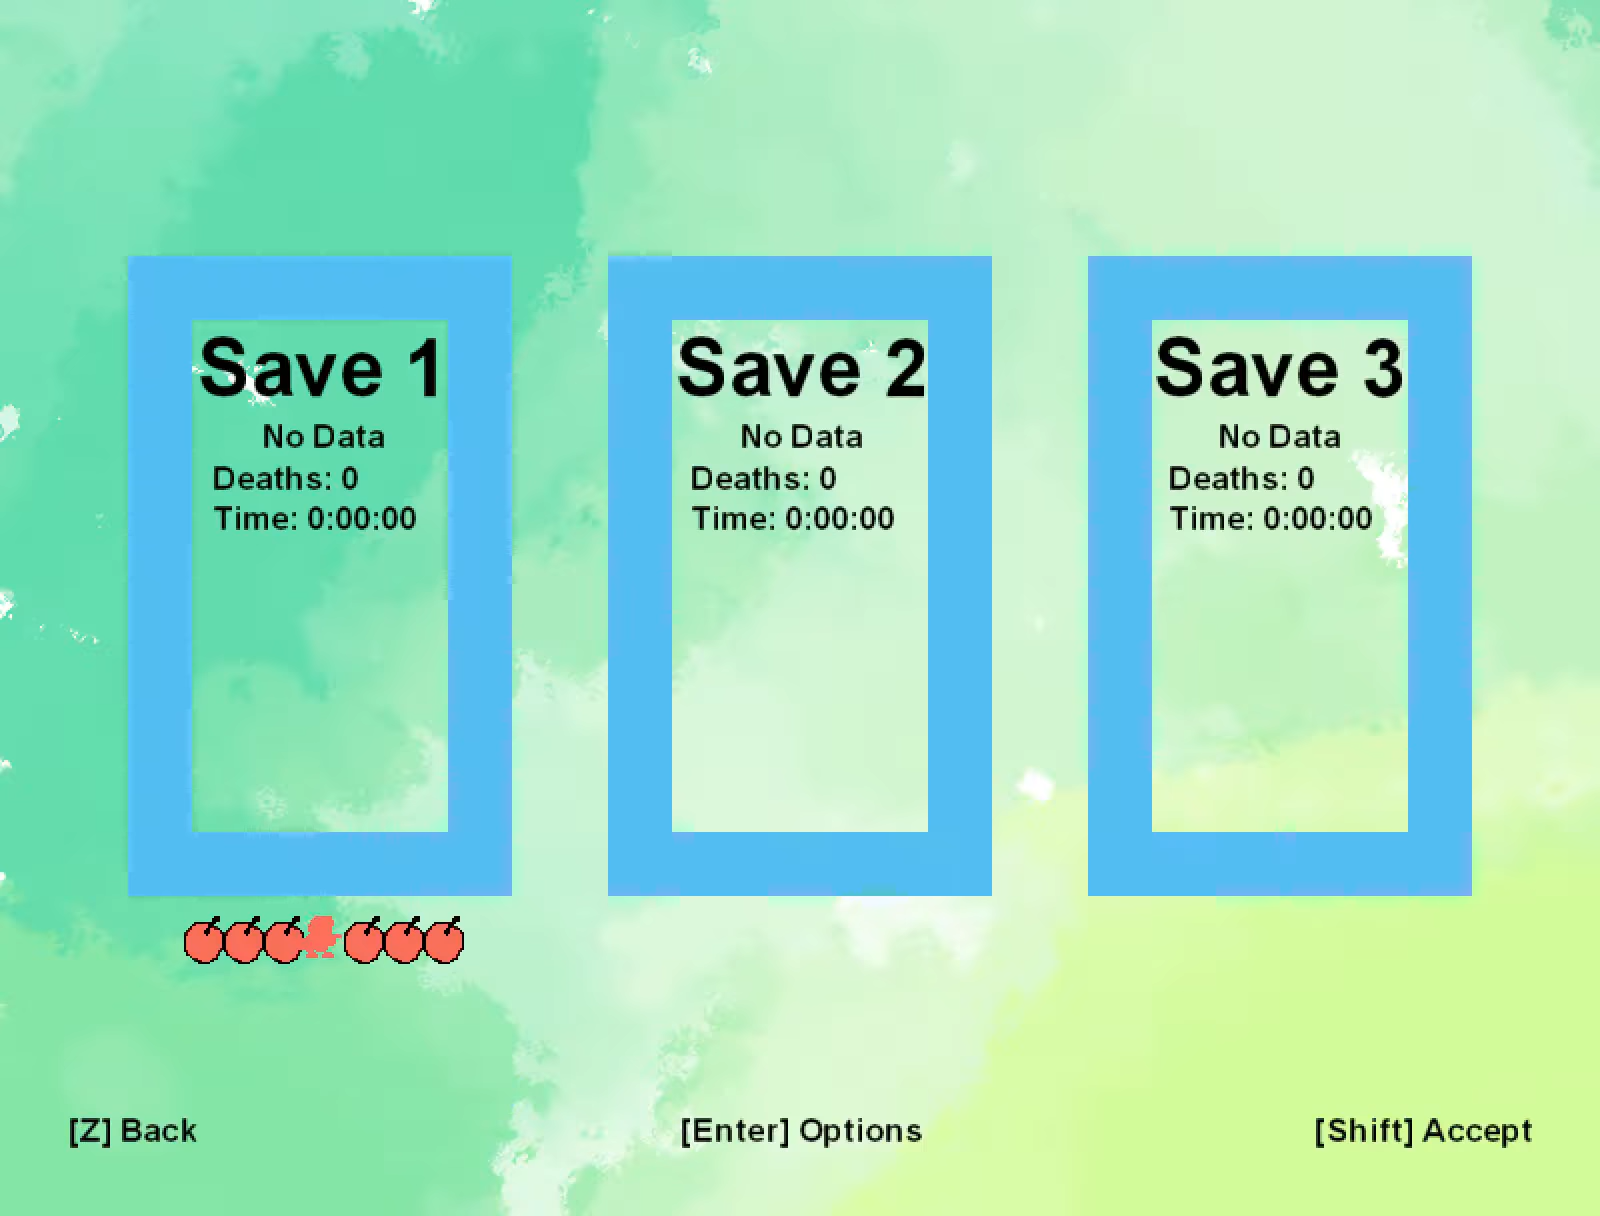 Save 1
No Data
Deaths: 0
Time: 0:00:00
Save 2
No Data
Deaths: 0
Time: 0:00:00
Save 3
No Data
Deaths: 0
Time: 0:00:00
[Z] Back
[Enter] Options
[Shift] Accept